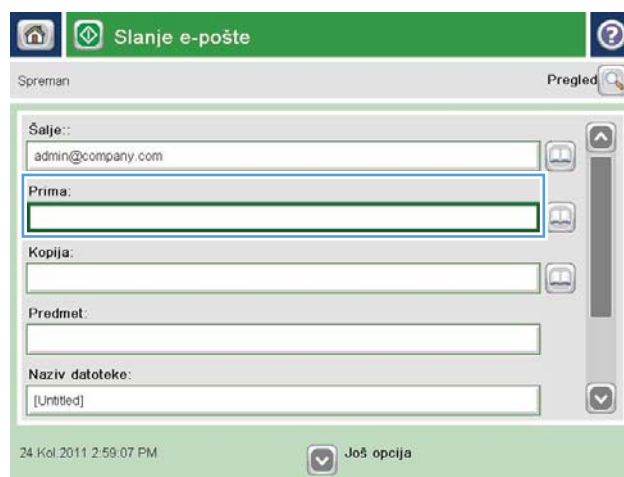 Slanje e-pošte
Spreman
Pregled
Šalje::
admin@company.com
Prima:
Kopija:
Predmet:
Naziv datoteke:
[Untitled]
24.Kol.2011 2:59:07 PM
Još opcija